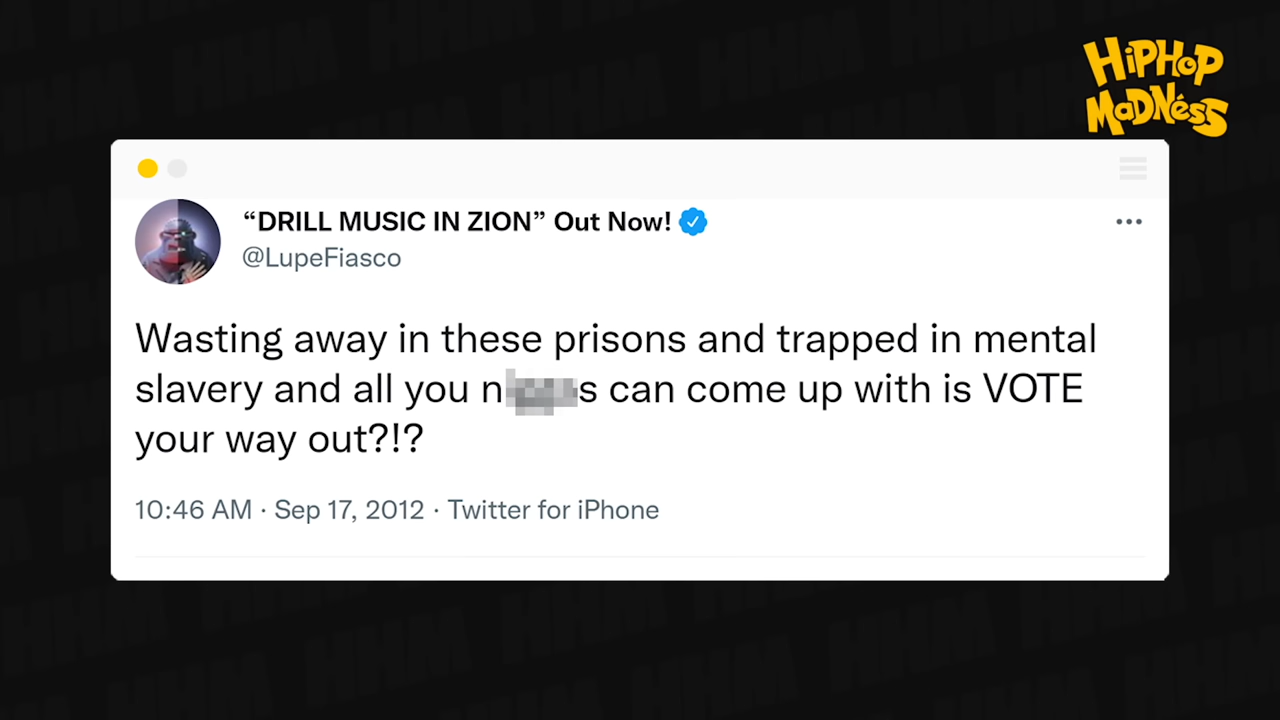 HiPHoP
MaDNéss
“DRILL MUSIC IN ZION” Out Now!
@LupeFiasco
Wasting away in these prisons and trapped in mental
slavery and all you n s can come up with is VOTE
your way out?!?
10:46 AM · Sep 17, 2012 · Twitter for iPhone